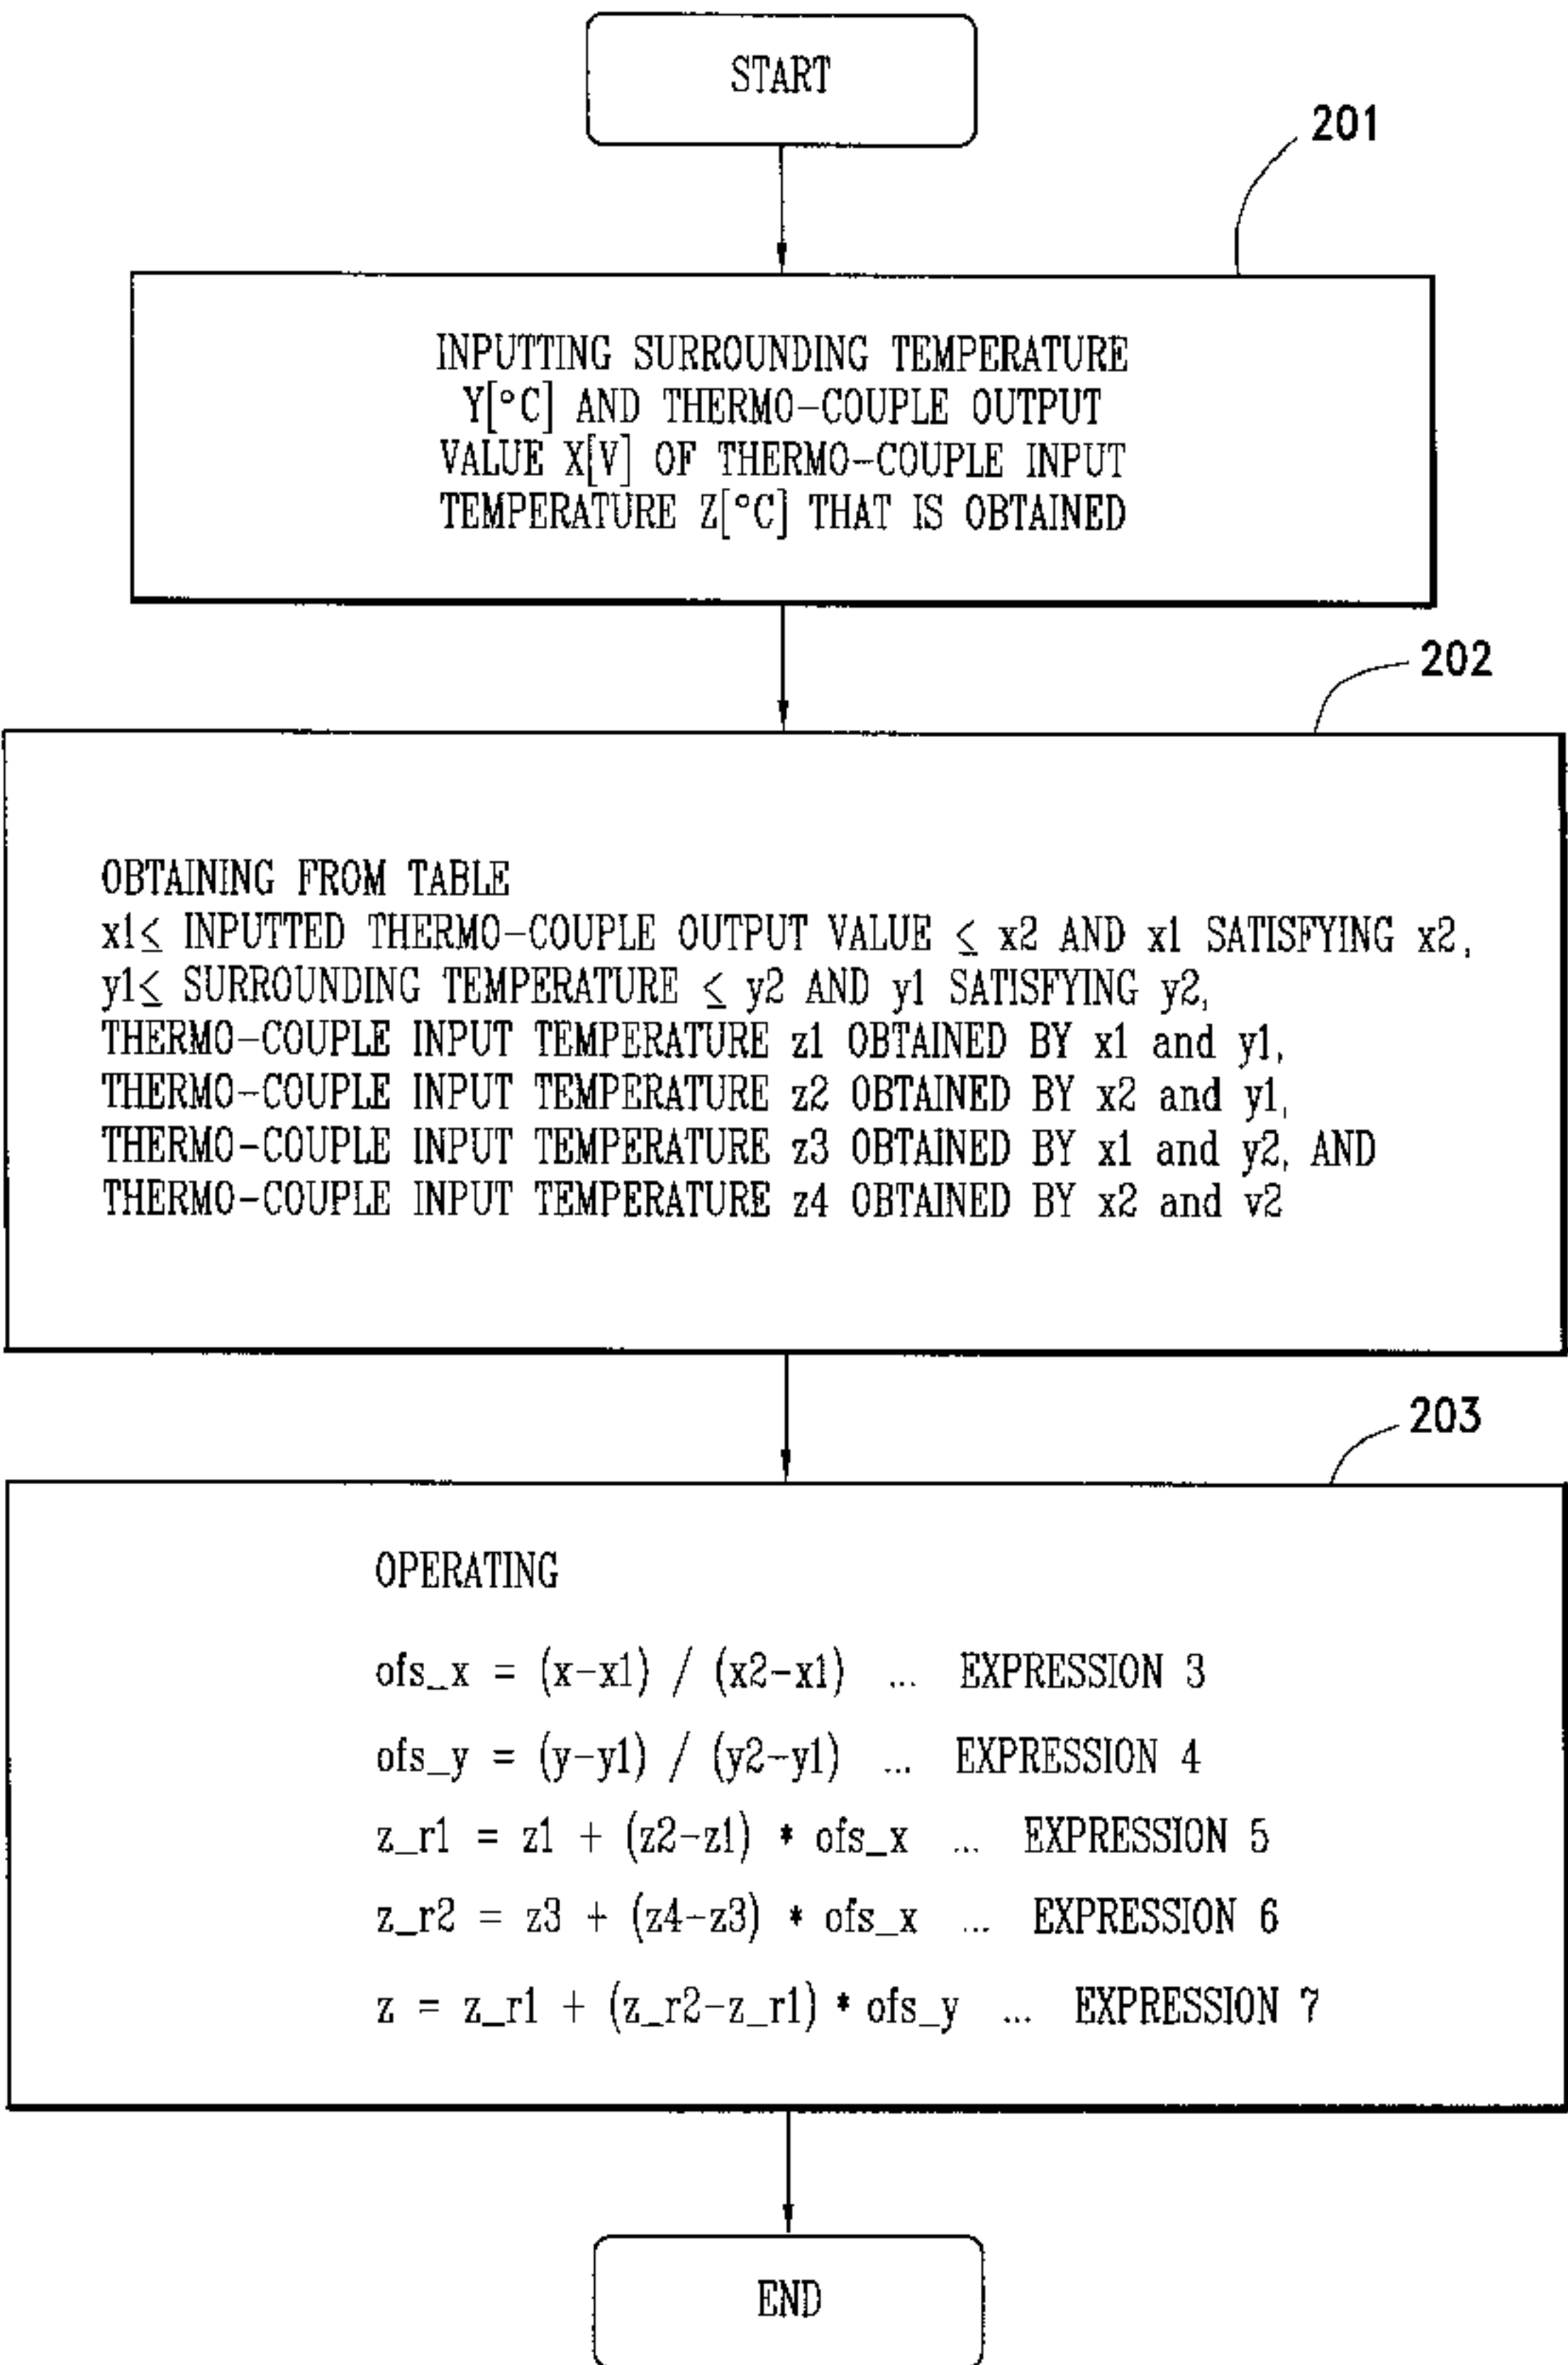 START
201
INPUTTING SURROUNDING TEMPERATURE
Y[°C] AND THERMO-COUPLE OUTPUT
VALUE X[V] OF THERMO-COUPLE INPUT
TEMPERATURE Z[°C] THAT IS OBTAINED
202
OBTAINING FROM TABLE
x1≤ INPUTTED THERMO-COUPLE OUTPUT VALUE ≤ x2 AND x1 SATISFYING x2,
y1≤ SURROUNDING TEMPERATURE ≤ y2 AND y1 SATISFYING y2,
THERMO-COUPLE INPUT TEMPERATURE z1 OBTAINED BY x1 and y1,
THERMO-COUPLE INPUT TEMPERATURE z2 OBTAINED BY x2 and y1,
THERMO-COUPLE INPUT TEMPERATURE z3 OBTAINED BY x1 and y2, AND
THERMO-COUPLE INPUT TEMPERATURE z4 OBTAINED BY x2 and v2
203
OPERATING
ofs_x = (x-x1) / (x2-x1) ... EXPRESSION 3
ofs_y = (y-y1) / (y2-y1) ... EXPRESSION 4
z_r1 = z1 + (z2-z1) * ofs_x ... EXPRESSION 5
z_r2 = z3 + (z4-z3) * ofs_x ... EXPRESSION 6
z = z_r1 + (z_r2-z_r1) * ofs_y ... EXPRESSION 7
END